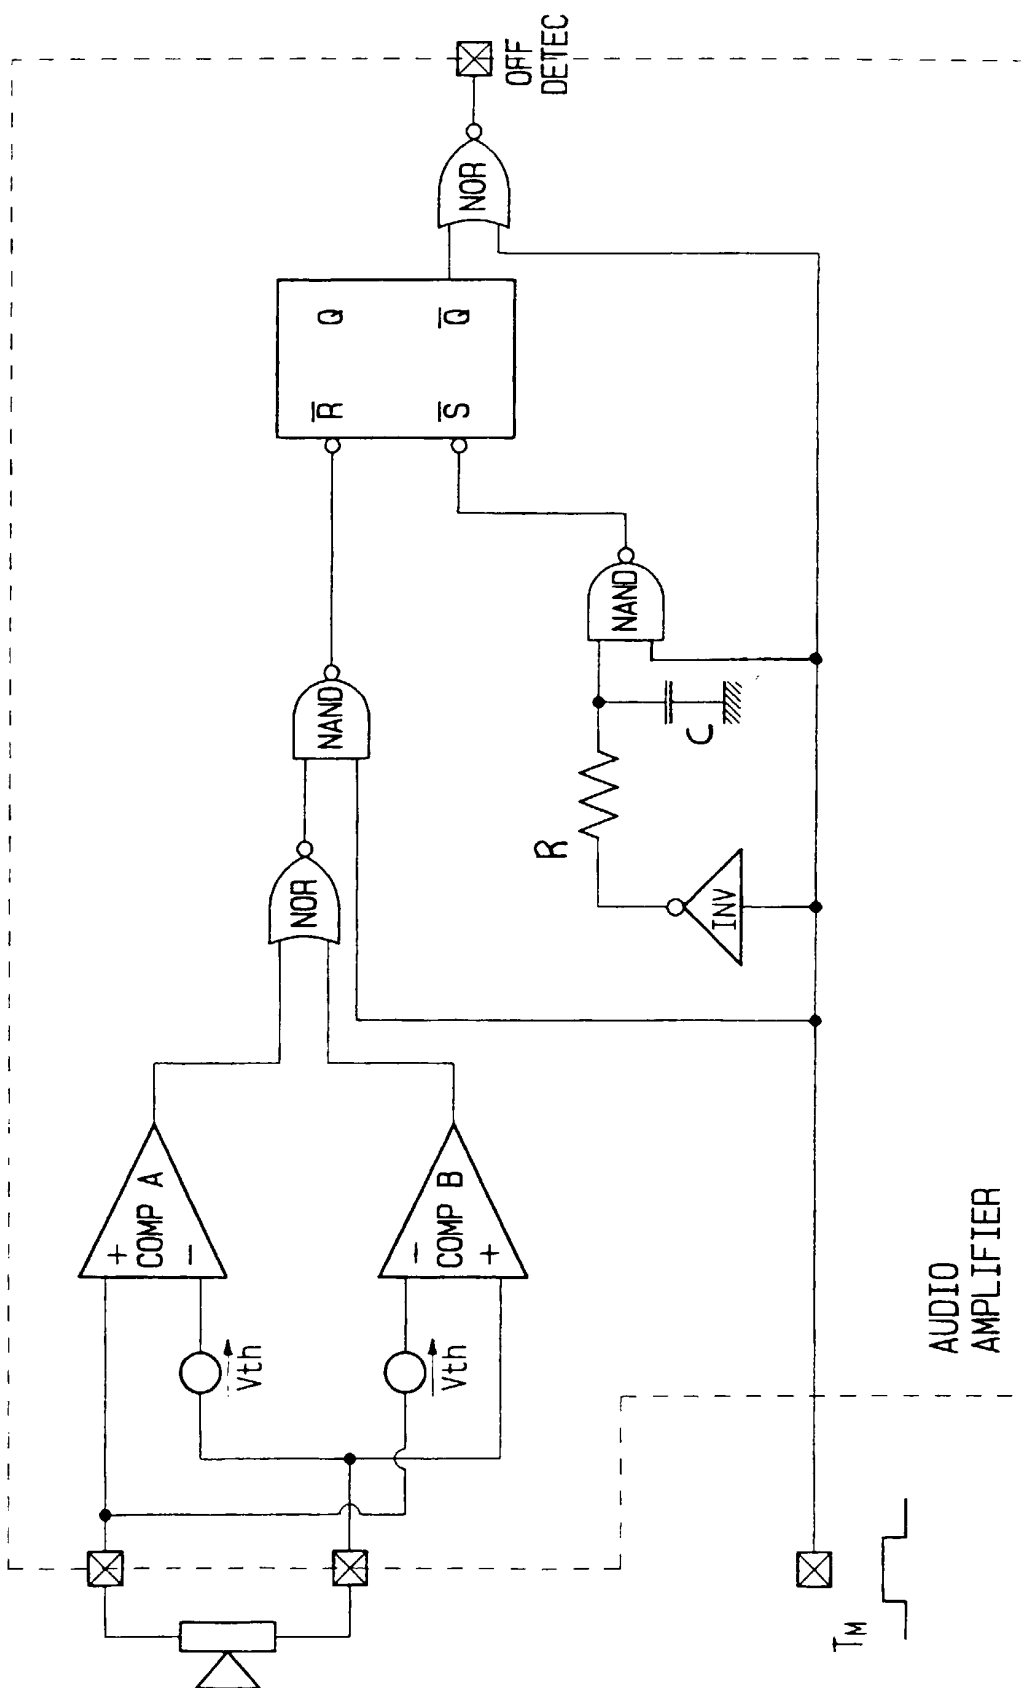 OFF
DETEC
NOR
Q
Q̅
R̅
S̅
NAND
NAND
NOR
R
C
INV
+
COMP A
−
−
COMP B
+
Vth
Vth
AUDIO
AMPLIFIER
TM